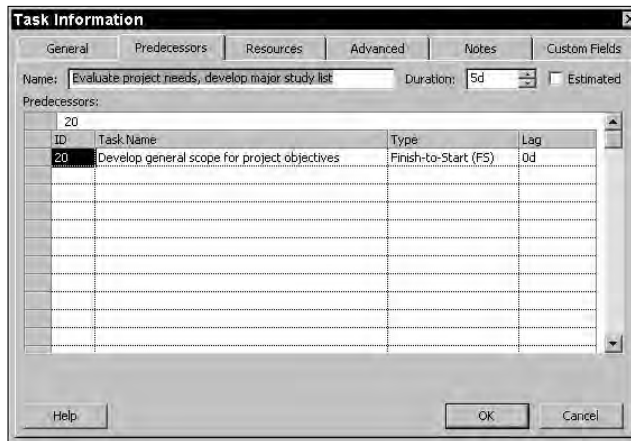 Task Information
General Predecessors Resources Advanced Notes Custom Fields
Name: Evaluate project needs, develop major study list Duration: 5d Estimated
Predecessors:
20
ID Task Name Type Lag
20 Develop general scope for project objectives Finish-to-Start (FS) 0d
Help OK Cancel